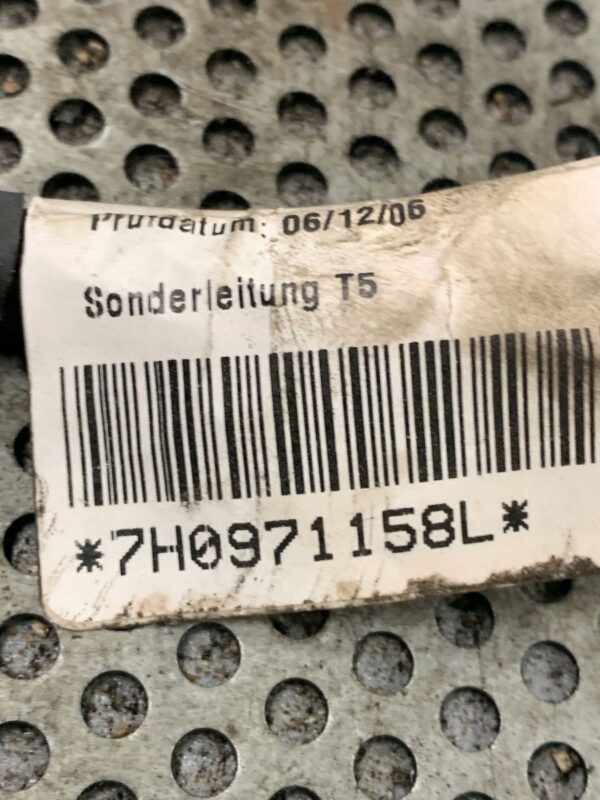 Prüfdatum: 06/12/06
Sonderleitung T5
*7H0971158L*